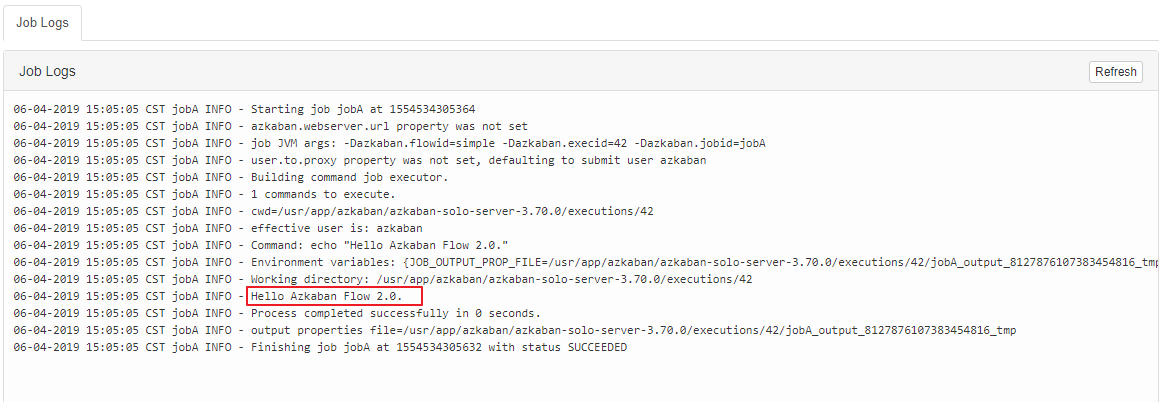 Job Logs
Job Logs
Refresh
06-04-2019 15:05:05 CST jobA INFO - Starting job jobA at 1554534305364
06-04-2019 15:05:05 CST jobA INFO - azkaban.webserver.url property was not set
06-04-2019 15:05:05 CST jobA INFO - job JVM args: -Dazkaban.flowid=simple -Dazkaban.execid=42 -Dazkaban.jobid=jobA
06-04-2019 15:05:05 CST jobA INFO - user.to.proxy property was not set, defaulting to submit user azkaban
06-04-2019 15:05:05 CST jobA INFO - Building command job executor.
06-04-2019 15:05:05 CST jobA INFO - 1 commands to execute.
06-04-2019 15:05:05 CST jobA INFO - cwd=/usr/app/azkaban/azkaban-solo-server-3.70.0/executions/42
06-04-2019 15:05:05 CST jobA INFO - effective user is: azkaban
06-04-2019 15:05:05 CST jobA INFO - Command: echo "Hello Azkaban Flow 2.0."
06-04-2019 15:05:05 CST jobA INFO - Environment variables: {JOB_OUTPUT_PROP_FILE=/usr/app/azkaban/azkaban-solo-server-3.70.0/executions/42/jobA_output_8127876107383454816_tmp
06-04-2019 15:05:05 CST jobA INFO - Working directory: /usr/app/azkaban/azkaban-solo-server-3.70.0/executions/42
06-04-2019 15:05:05 CST jobA INFO - Hello Azkaban Flow 2.0.
06-04-2019 15:05:05 CST jobA INFO - Process completed successfully in 0 seconds.
06-04-2019 15:05:05 CST jobA INFO - output properties file=/usr/app/azkaban/azkaban-solo-server-3.70.0/executions/42/jobA_output_8127876107383454816_tmp
06-04-2019 15:05:05 CST jobA INFO - Finishing job jobA at 1554534305632 with status SUCCEEDED